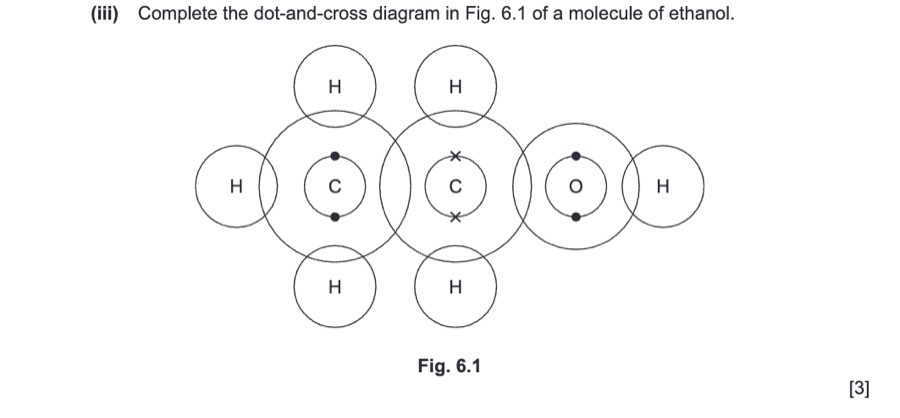 (iii) Complete the dot-and-cross diagram in Fig. 6.1 of a molecule of ethanol.
H H
H C C O H
H H
Fig. 6.1
[3]